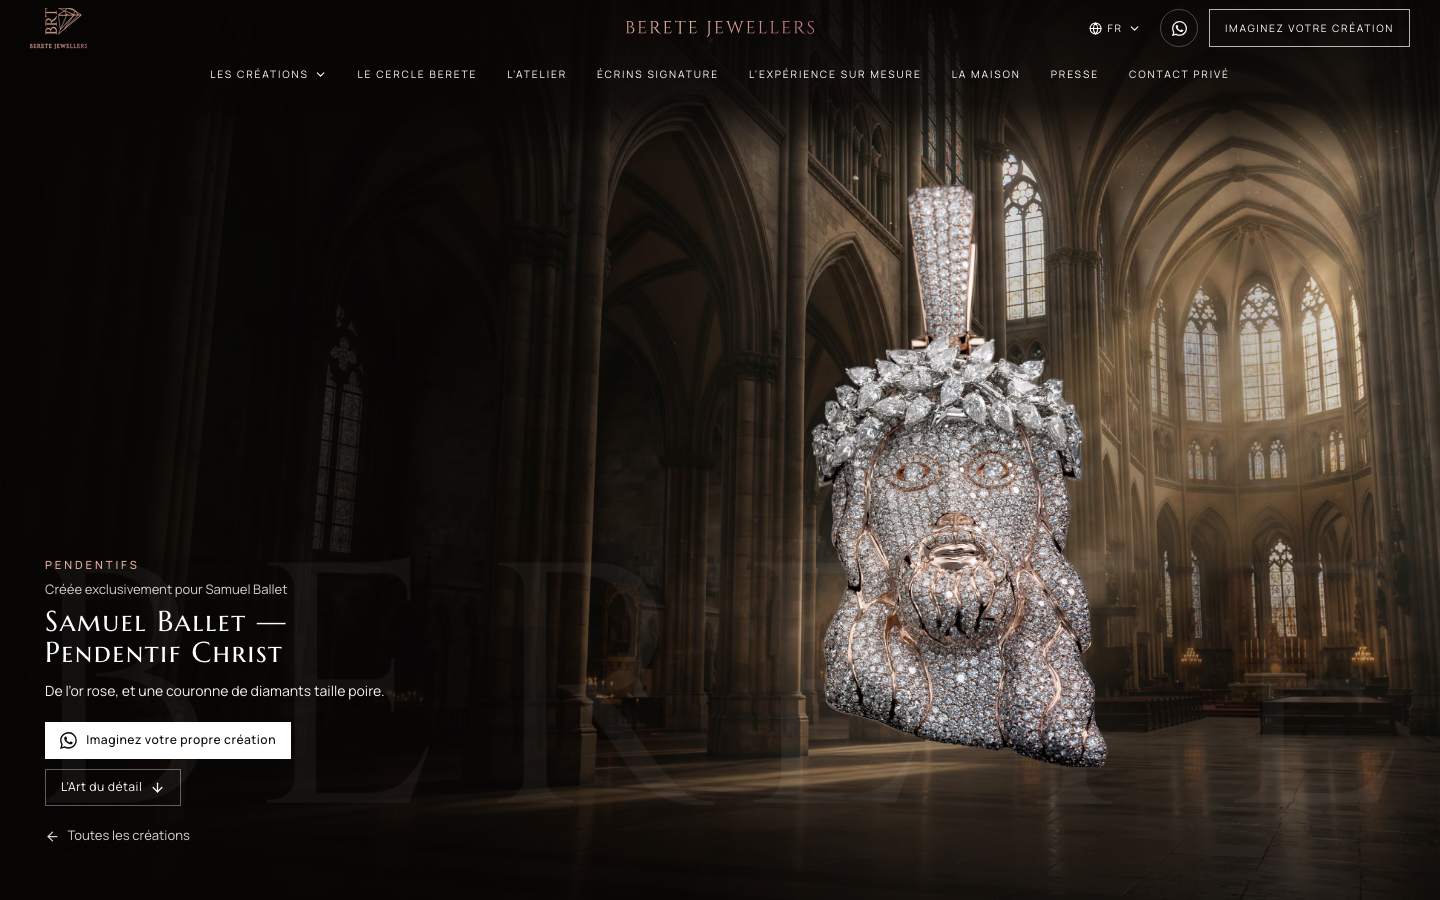 BRT
BERETE JEWELLERS
BERETE JEWELLERS
FR
IMAGINEZ VOTRE CRÉATION
LES CRÉATIONS
LE CERCLE BERETE
L'ATELIER
ÉCRINS SIGNATURE
L'EXPÉRIENCE SUR MESURE
LA MAISON
PRESSE
CONTACT PRIVÉ
PENDENTIFS
Créée exclusivement pour Samuel Ballet
Samuel Ballet —
Pendentif Christ
De l'or rose, et une couronne de diamants taille poire.
Imaginez votre propre création
L'Art du détail
Toutes les créations
BERETE